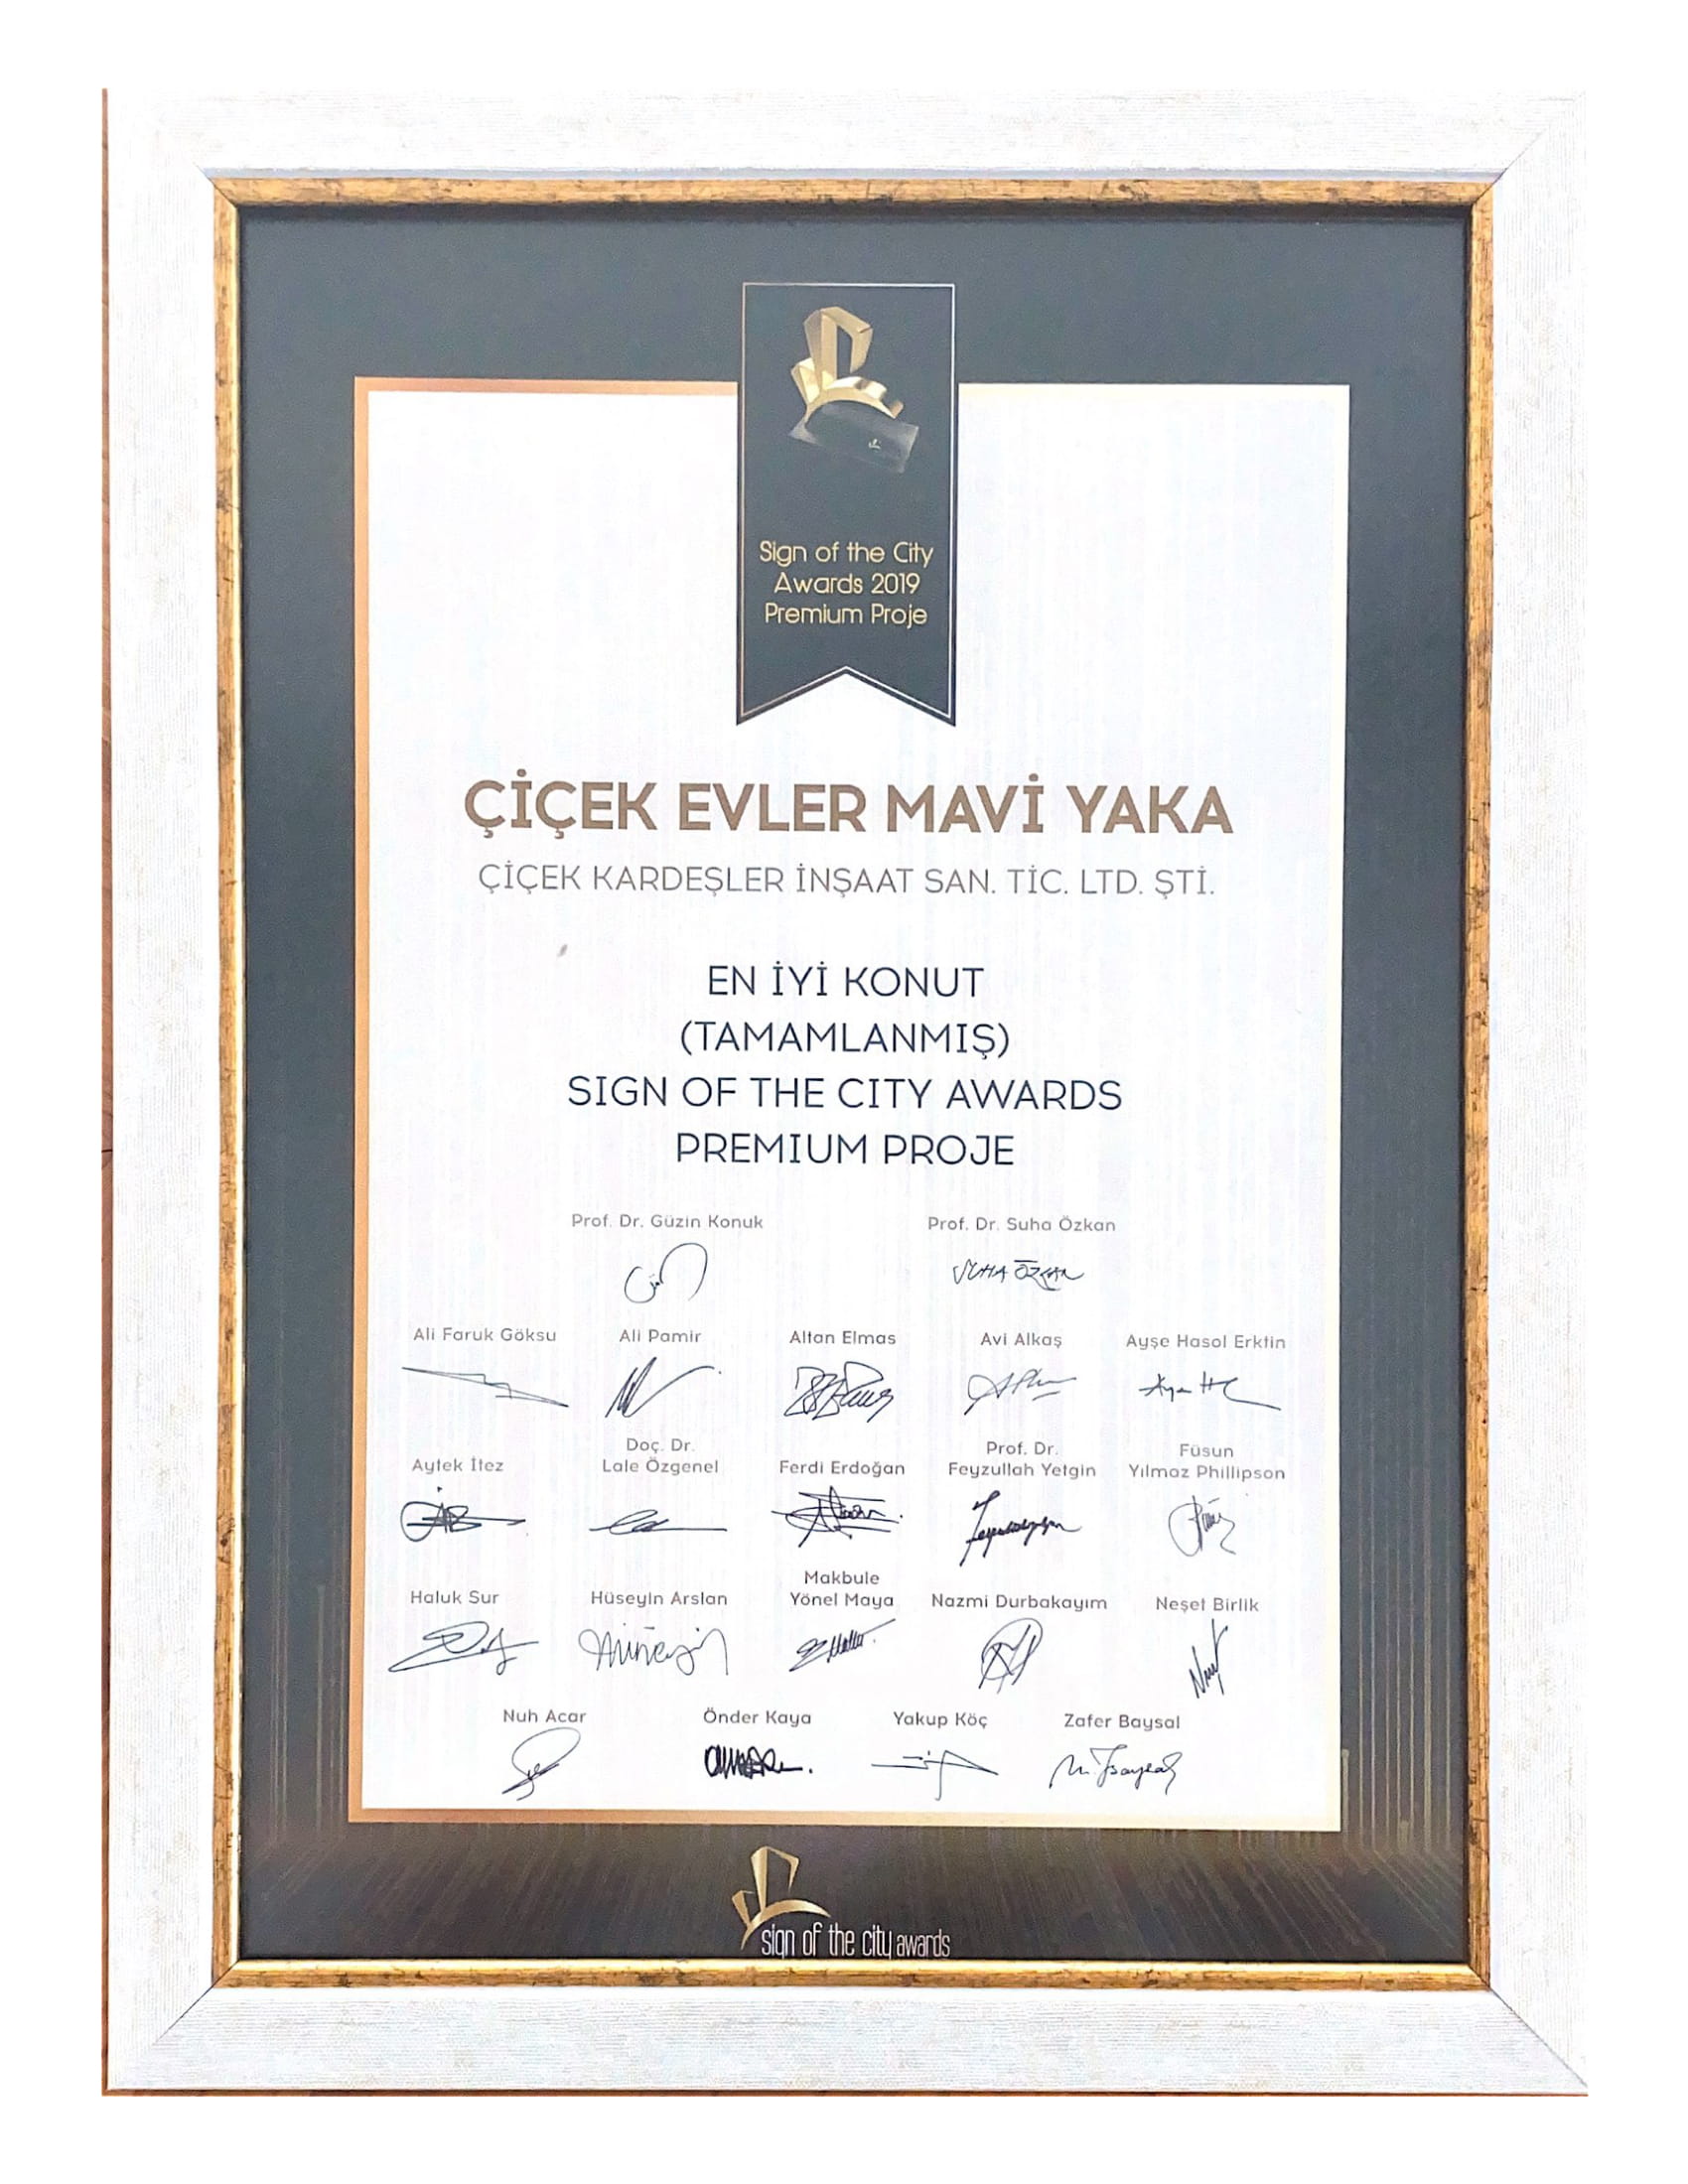 Sign of the City
Awards 2019
Premium Proje
ÇİÇEK EVLER MAVİ YAKA
ÇİÇEK KARDEŞLER İNŞAAT SAN. TİC. LTD. ŞTİ.
EN İYİ KONUT
(TAMAMLANMIŞ)
SIGN OF THE CITY AWARDS
PREMIUM PROJE
Prof. Dr. Güzin Konuk Prof. Dr. Suha Özkan
SUHA ÖZKAN
Ali Faruk Göksu Ali Pamir Altan Elmas Avi Alkaş Ayşe Hasol Erktin
Doç. Dr. Prof. Dr. Füsun
Aytek İtez Lale Özgenel Ferdi Erdoğan Feyzullah Yetgin Yılmaz Phillipson
Makbule
Haluk Sur Hüseyin Arslan Yönel Maya Nazmi Durbakayım Neşet Birlik
Nuh Acar Önder Kaya Yakup Köç Zafer Baysal
sign of the city awards